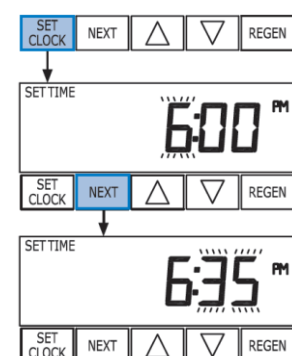 SET CLOCK NEXT REGEN
SET TIME
6:00 PM
SET CLOCK NEXT REGEN
SET TIME
6:35 PM
SET CLOCK NEXT REGEN